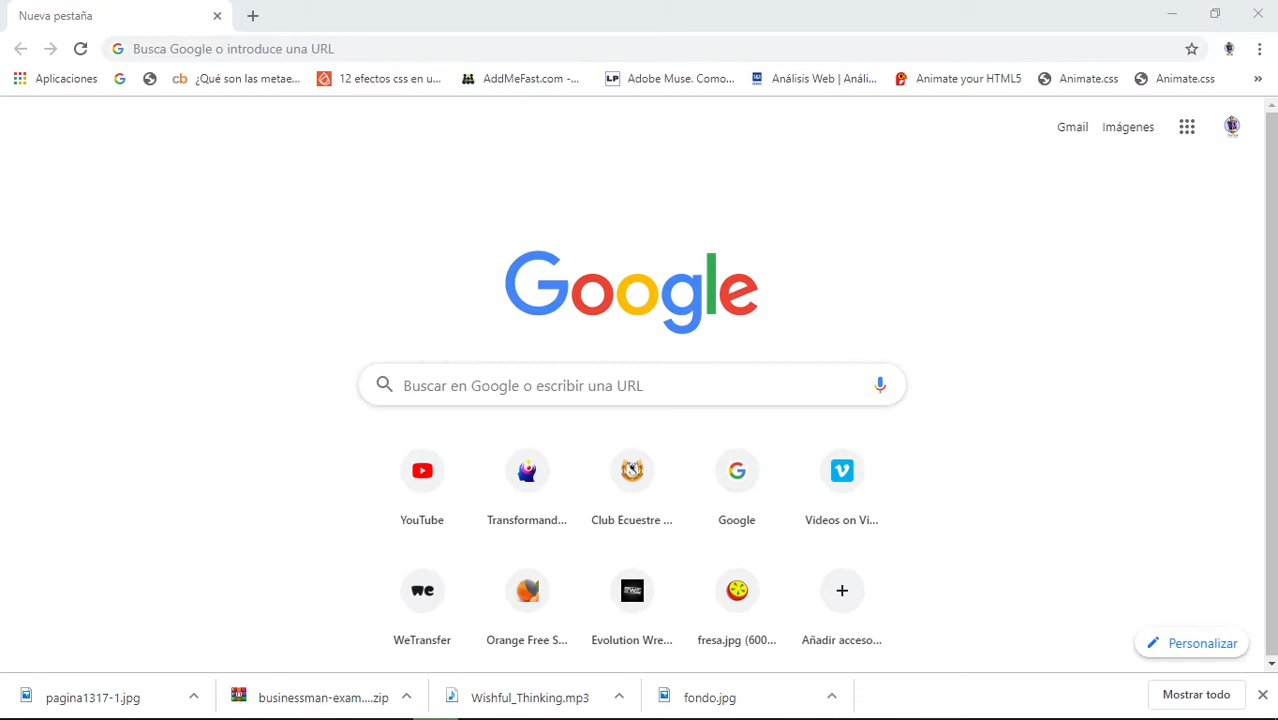 Nueva pestaña
Busca Google o introduce una URL
Aplicaciones
cb ¿Qué son las metae...
12 efectos css en u...
AddMeFast.com -...
LP Adobe Muse. Como...
Análisis Web | Análi...
Animate your HTML5
Animate.css
Animate.css
Gmail
Imágenes
Google
Buscar en Google o escribir una URL
YouTube
Transformand...
Club Ecuestre ...
Google
Videos on Vi...
we
WeTransfer
Orange Free S...
Evolution Wre...
fresa.jpg (600...
Añadir acceso...
Personalizar
pagina1317-1.jpg
businessman-exam....zip
Wishful_Thinking.mp3
fondo.jpg
Mostrar todo